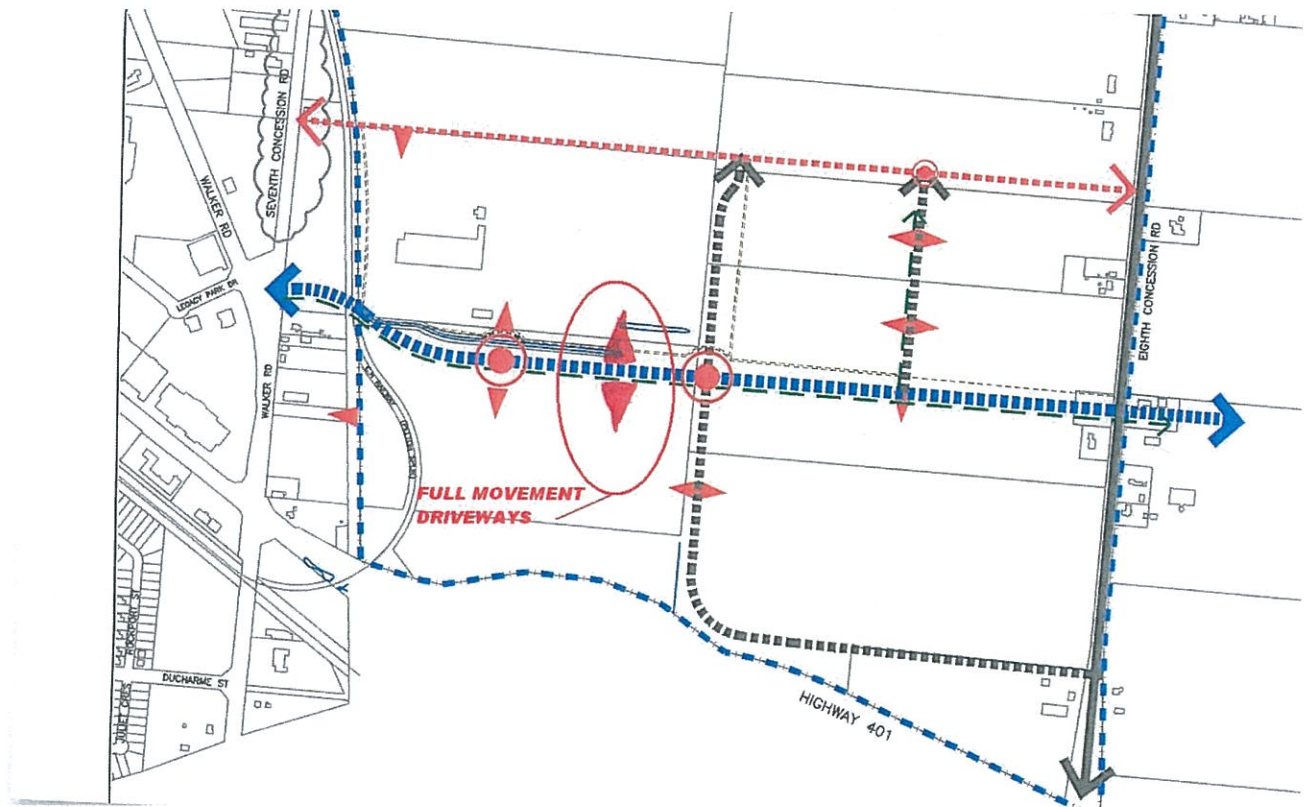 SEVENTH CONCESSION RD
WALKER RD
LEGACY PARK DR
WALKER RD
EIGHTH CONCESSION RD
FULL MOVEMENT
DRIVEWAYS
ROCKPORT ST
DUCHARME ST
JULIET CRES
HIGHWAY 401